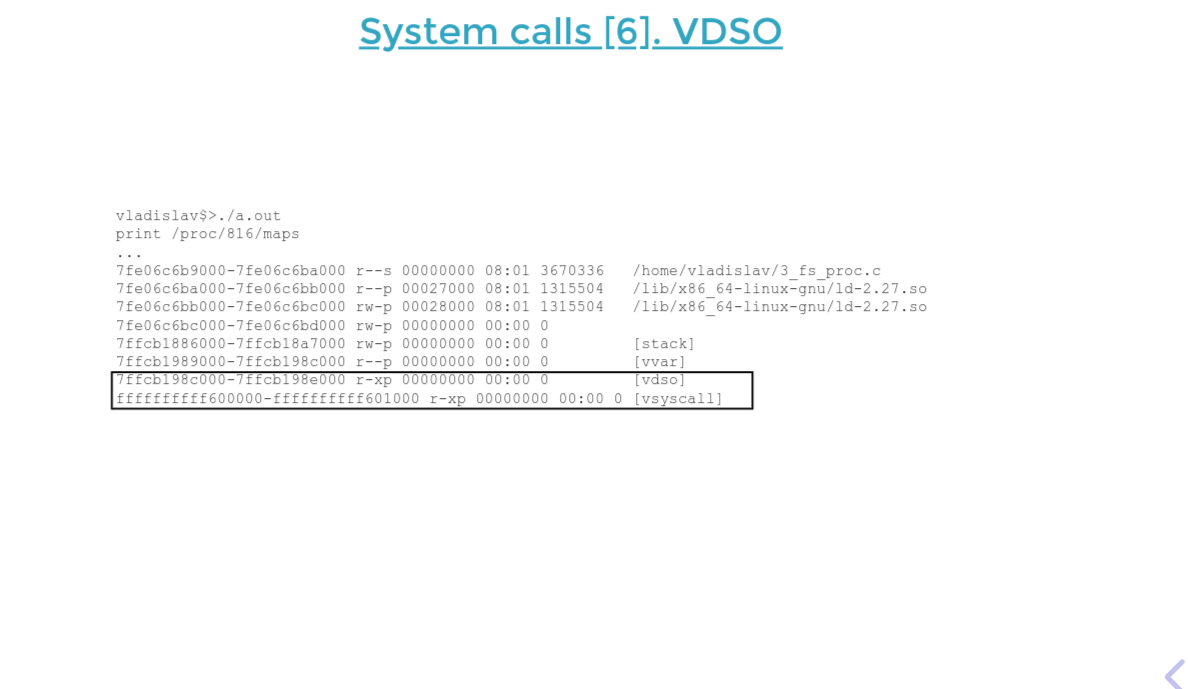 System calls [6]. VDSO
vladislav$>./a.out
print /proc/816/maps
...
7fe06c6b9000-7fe06c6ba000 r--s 00000000 08:01 3670336 /home/vladislav/3_fs_proc.c
7fe06c6ba000-7fe06c6bb000 r--p 00027000 08:01 1315504 /lib/x86_64-linux-gnu/ld-2.27.so
7fe06c6bb000-7fe06c6bc000 rw-p 00028000 08:01 1315504 /lib/x86_64-linux-gnu/ld-2.27.so
7fe06c6bc000-7fe06c6bd000 rw-p 00000000 00:00 0
7ffcb1886000-7ffcb18a7000 rw-p 00000000 00:00 0 [stack]
7ffcb1989000-7ffcb198c000 r--p 00000000 00:00 0 [vvar]
7ffcb198c000-7ffcb198e000 r-xp 00000000 00:00 0 [vdso]
ffffffffff600000-ffffffffff601000 r-xp 00000000 00:00 0 [vsyscall]